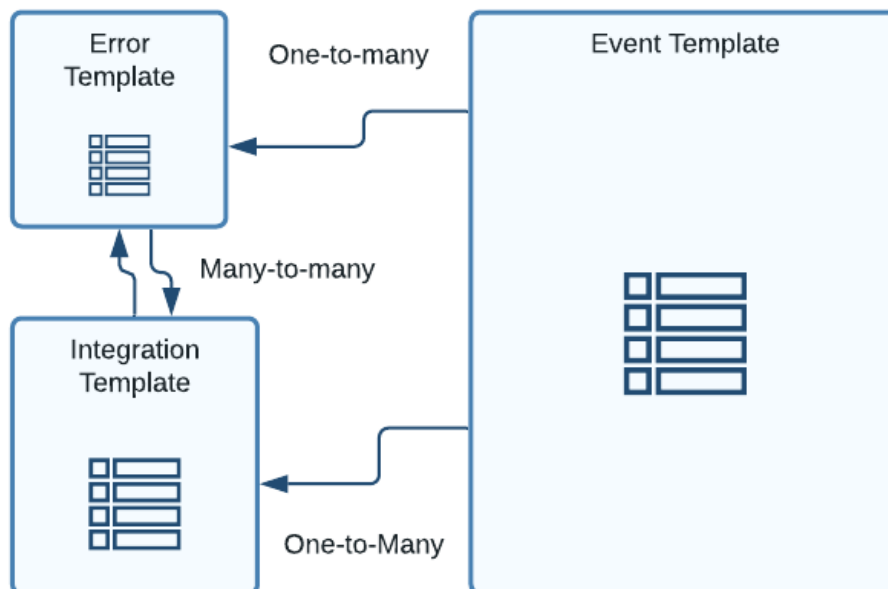 Error
Template
One-to-many
Event Template
Many-to-many
Integration
Template
One-to-Many